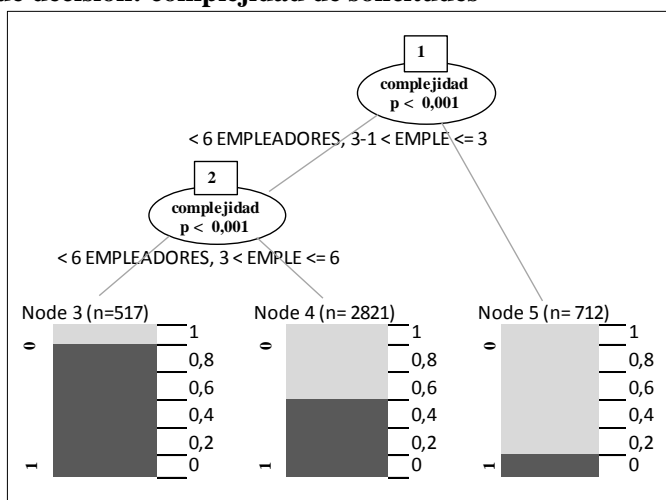 de decisión: complejidad de solicitudes
1
complejidad
p < 0,001
< 6 EMPLEADORES, 3-1 < EMPLE <= 3
2
complejidad
p < 0,001
< 6 EMPLEADORES, 3 < EMPLE <= 6
Node 3 (n=517)
0
1
1
0,8
0,6
0,4
0,2
0
Node 4 (n= 2821)
0
1
1
0,8
0,6
0,4
0,2
0
Node 5 (n= 712)
0
1
1
0,8
0,6
0,4
0,2
0